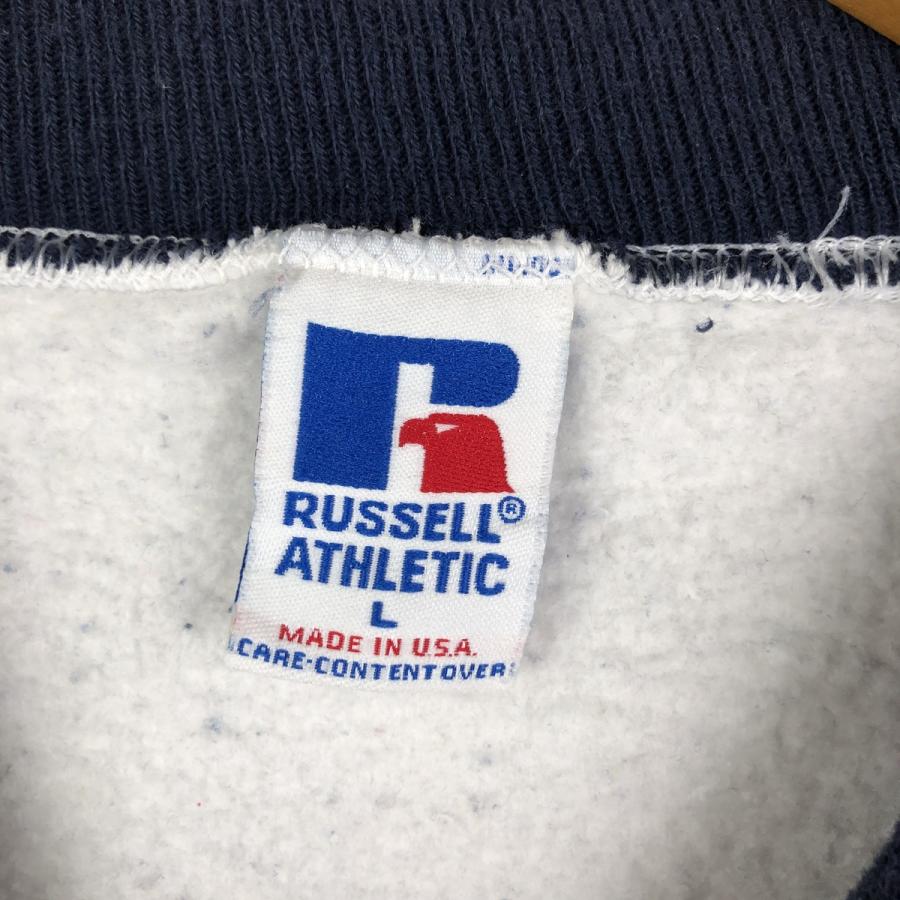 RUSSELL®
ATHLETIC
L
MADE IN U.S.A.
CARE-CONTENT OVER